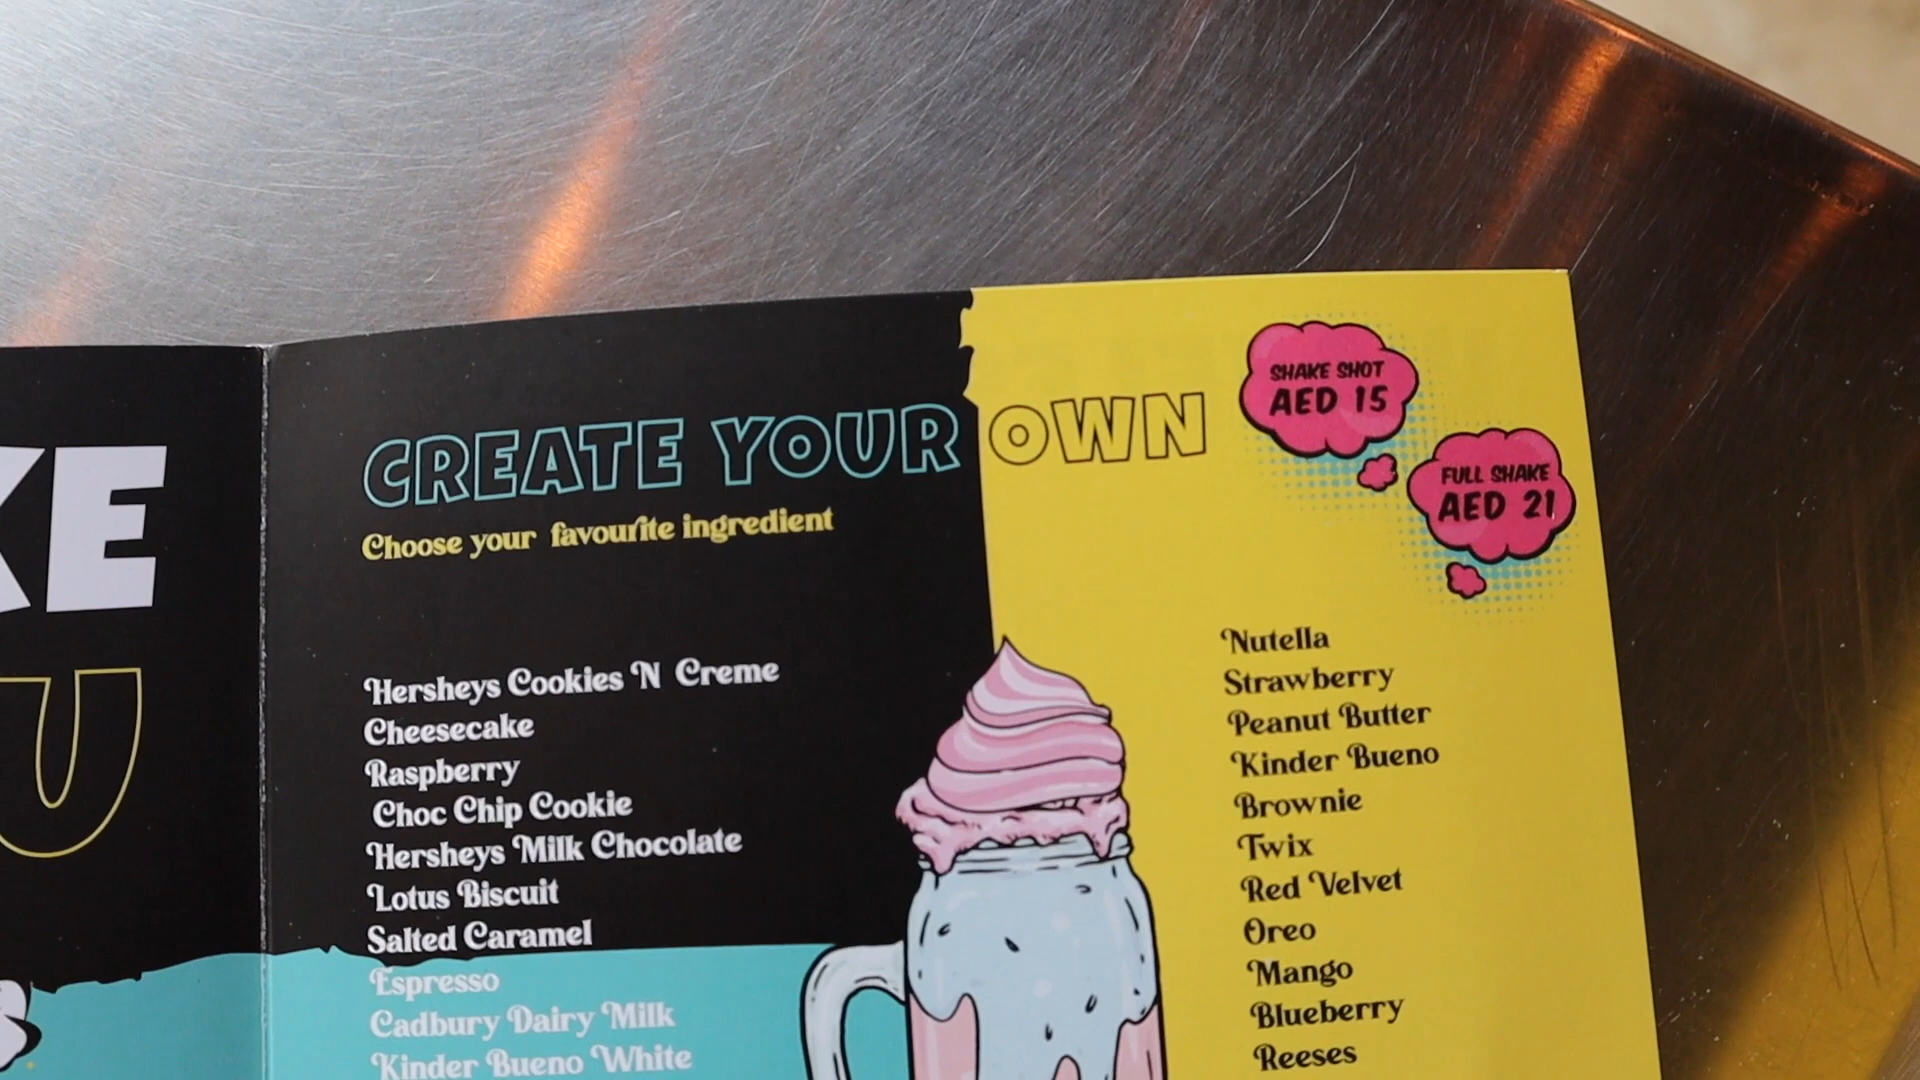 KE
U
CREATE YOUR OWN
Choose your favourite ingredient
SHAKE SHOT
AED 15
FULL SHAKE
AED 21
Hersheys Cookies N Creme
Cheesecake
Raspberry
Choc Chip Cookie
Hersheys Milk Chocolate
Lotus Biscuit
Salted Caramel
Espresso
Cadbury Dairy Milk
Kinder Bueno White
Nutella
Strawberry
Peanut Butter
Kinder Bueno
Brownie
Twix
Red Velvet
Oreo
Mango
Blueberry
Reeses